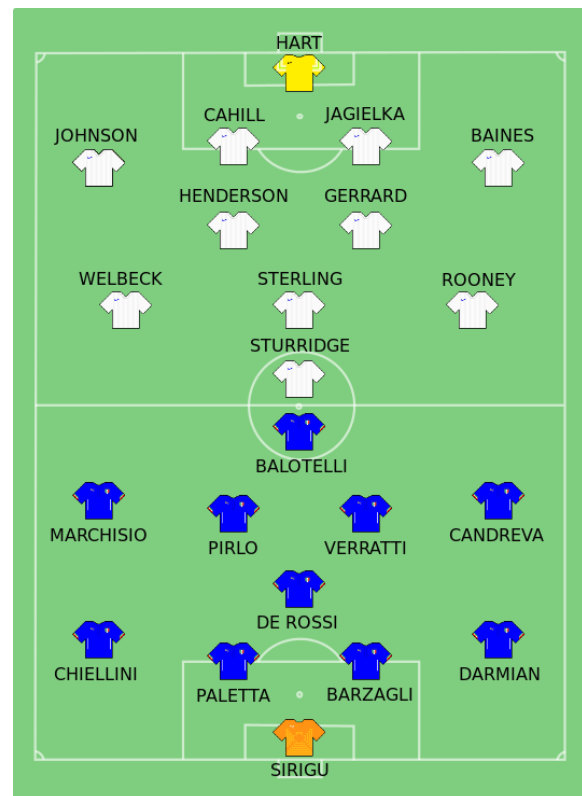 HART
CAHILL
JAGIELKA
JOHNSON
BAINES
HENDERSON
GERRARD
WELBECK
STERLING
ROONEY
STURRIDGE
BALOTELLI
MARCHISIO
PIRLO
VERRATTI
CANDREVA
DE ROSSI
CHIELLINI
PALETTA
BARZAGLI
DARMIAN
SIRIGU